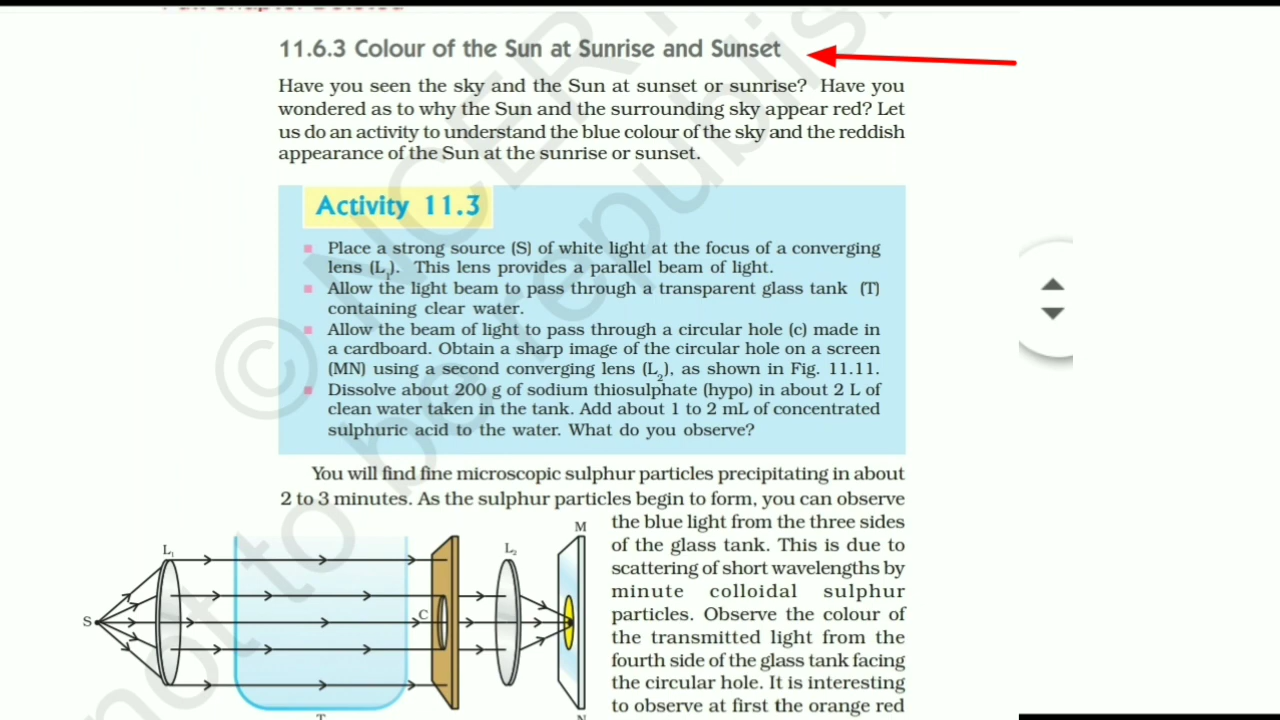 11.6.3 Colour of the Sun at Sunrise and Sunset
Have you seen the sky and the Sun at sunset or sunrise? Have you
wondered as to why the Sun and the surrounding sky appear red? Let
us do an activity to understand the blue colour of the sky and the reddish
appearance of the Sun at the sunrise or sunset.
Activity 11.3
Place a strong source (S) of white light at the focus of a converging
lens (L₁). This lens provides a parallel beam of light.
Allow the light beam to pass through a transparent glass tank (T)
containing clear water.
Allow the beam of light to pass through a circular hole (c) made in
a cardboard. Obtain a sharp image of the circular hole on a screen
(MN) using a second converging lens (L₂), as shown in Fig. 11.11.
Dissolve about 200 g of sodium thiosulphate (hypo) in about 2 L of
clean water taken in the tank. Add about 1 to 2 mL of concentrated
sulphuric acid to the water. What do you observe?
You will find fine microscopic sulphur particles precipitating in about
2 to 3 minutes. As the sulphur particles begin to form, you can observe
the blue light from the three sides
of the glass tank. This is due to
scattering of short wavelengths by
minute colloidal sulphur
particles. Observe the colour of
the transmitted light from the
fourth side of the glass tank facing
the circular hole. It is interesting
to observe at first the orange red
L₁
L₂
M
S
C
T
N
© NCERT
not to be republis